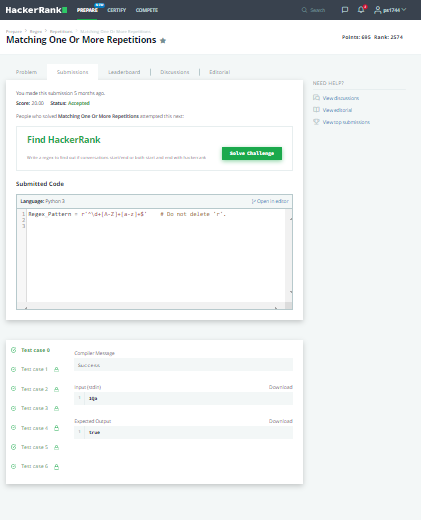 HackerRank
PREPARE
NEW
CERTIFY
COMPETE
Search
Prepare > Regex > Repetitions > Matching One Or More Repetitions
Matching One Or More Repetitions
Points: 695 Rank: 2574
Problem
Submissions
Leaderboard
Discussions
Editorial
You made this submission 5 months ago.
Score: 20.00 Status: Accepted
People who solved Matching One Or More Repetitions attempted this next:
Find HackerRank
Write a regex to find out if conversations start/end or both start and end with hackerrank
Solve Challenge
Submitted Code
Language: Python 3
Open in editor
1 Regex_Pattern = r'^\d+[A-Z]+[a-z]+$' # Do not delete 'r'.
2
3
NEED HELP?
View discussions
View editorial
View top submissions
Test case 0
Test case 1
Test case 2
Test case 3
Test case 4
Test case 5
Test case 6
Compiler Message
Success
Input (stdin)
Download
1 1Qa
Expected Output
Download
1 true